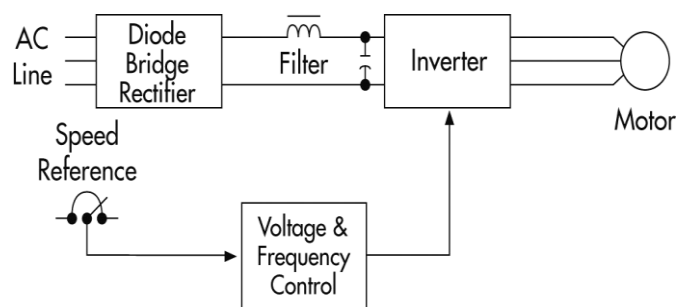 AC
Line
Diode
Bridge
Rectifier
Filter
Inverter
Motor
Speed
Reference
Voltage &
Frequency
Control